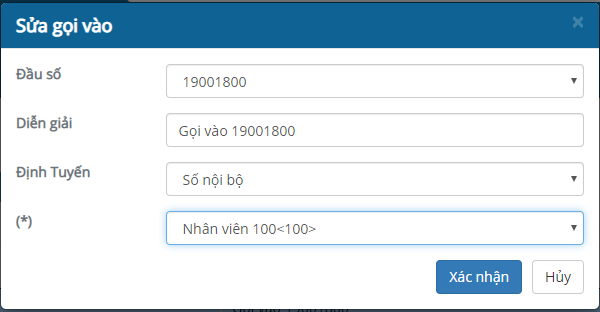 Sửa gọi vào ×
Đầu số 19001800
Diễn giải Gọi vào 19001800
Định Tuyến Số nội bộ
(*) Nhân viên 100<100>
Xác nhận Hủy